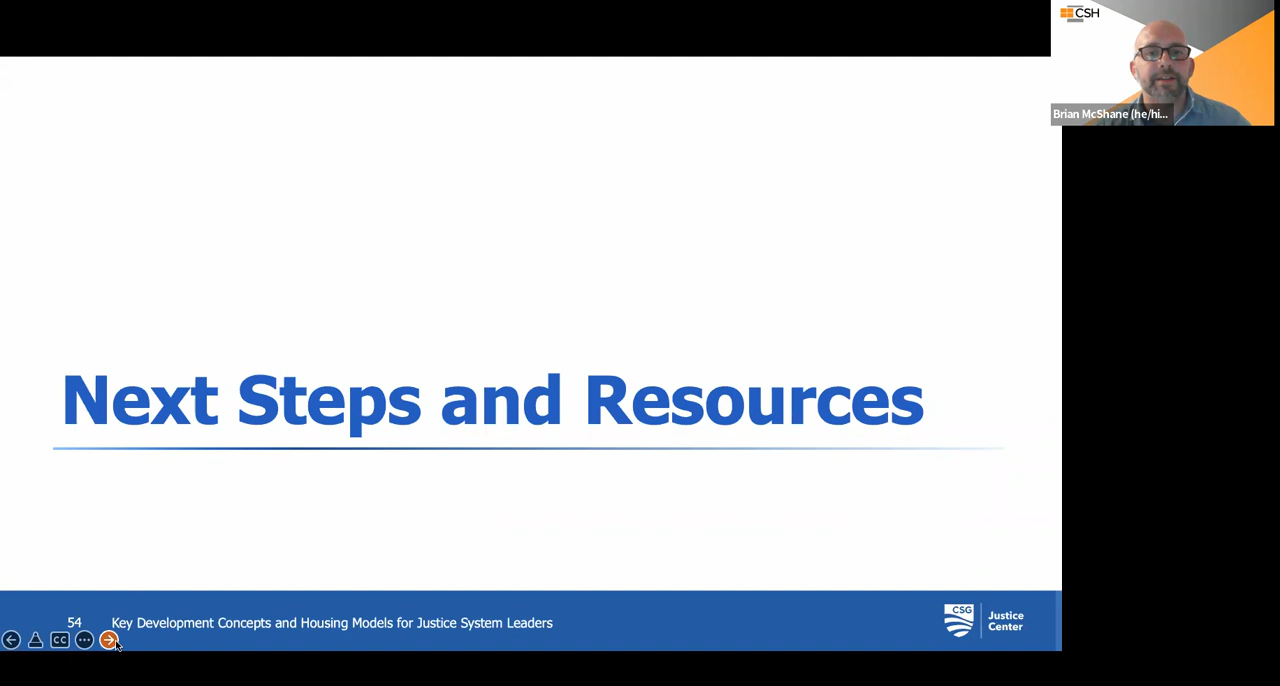 CSH
Brian McShane (he/hi...
Next Steps and Resources
54
Key Development Concepts and Housing Models for Justice System Leaders
CSG
Justice
Center
CC